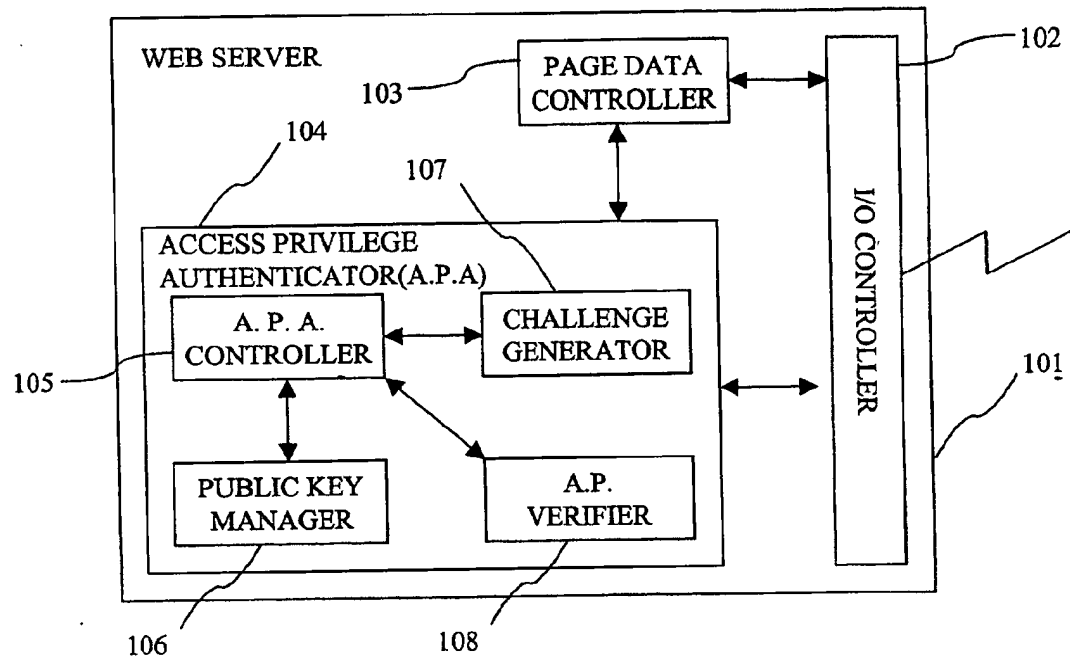 WEB SERVER
PAGE DATA
CONTROLLER
102
103
104
107
I/O CONTROLLER
ACCESS PRIVILEGE
AUTHENTICATOR(A.P.A)
A. P. A.
CONTROLLER
CHALLENGE
GENERATOR
105
101
PUBLIC KEY
MANAGER
A.P.
VERIFIER
106
108